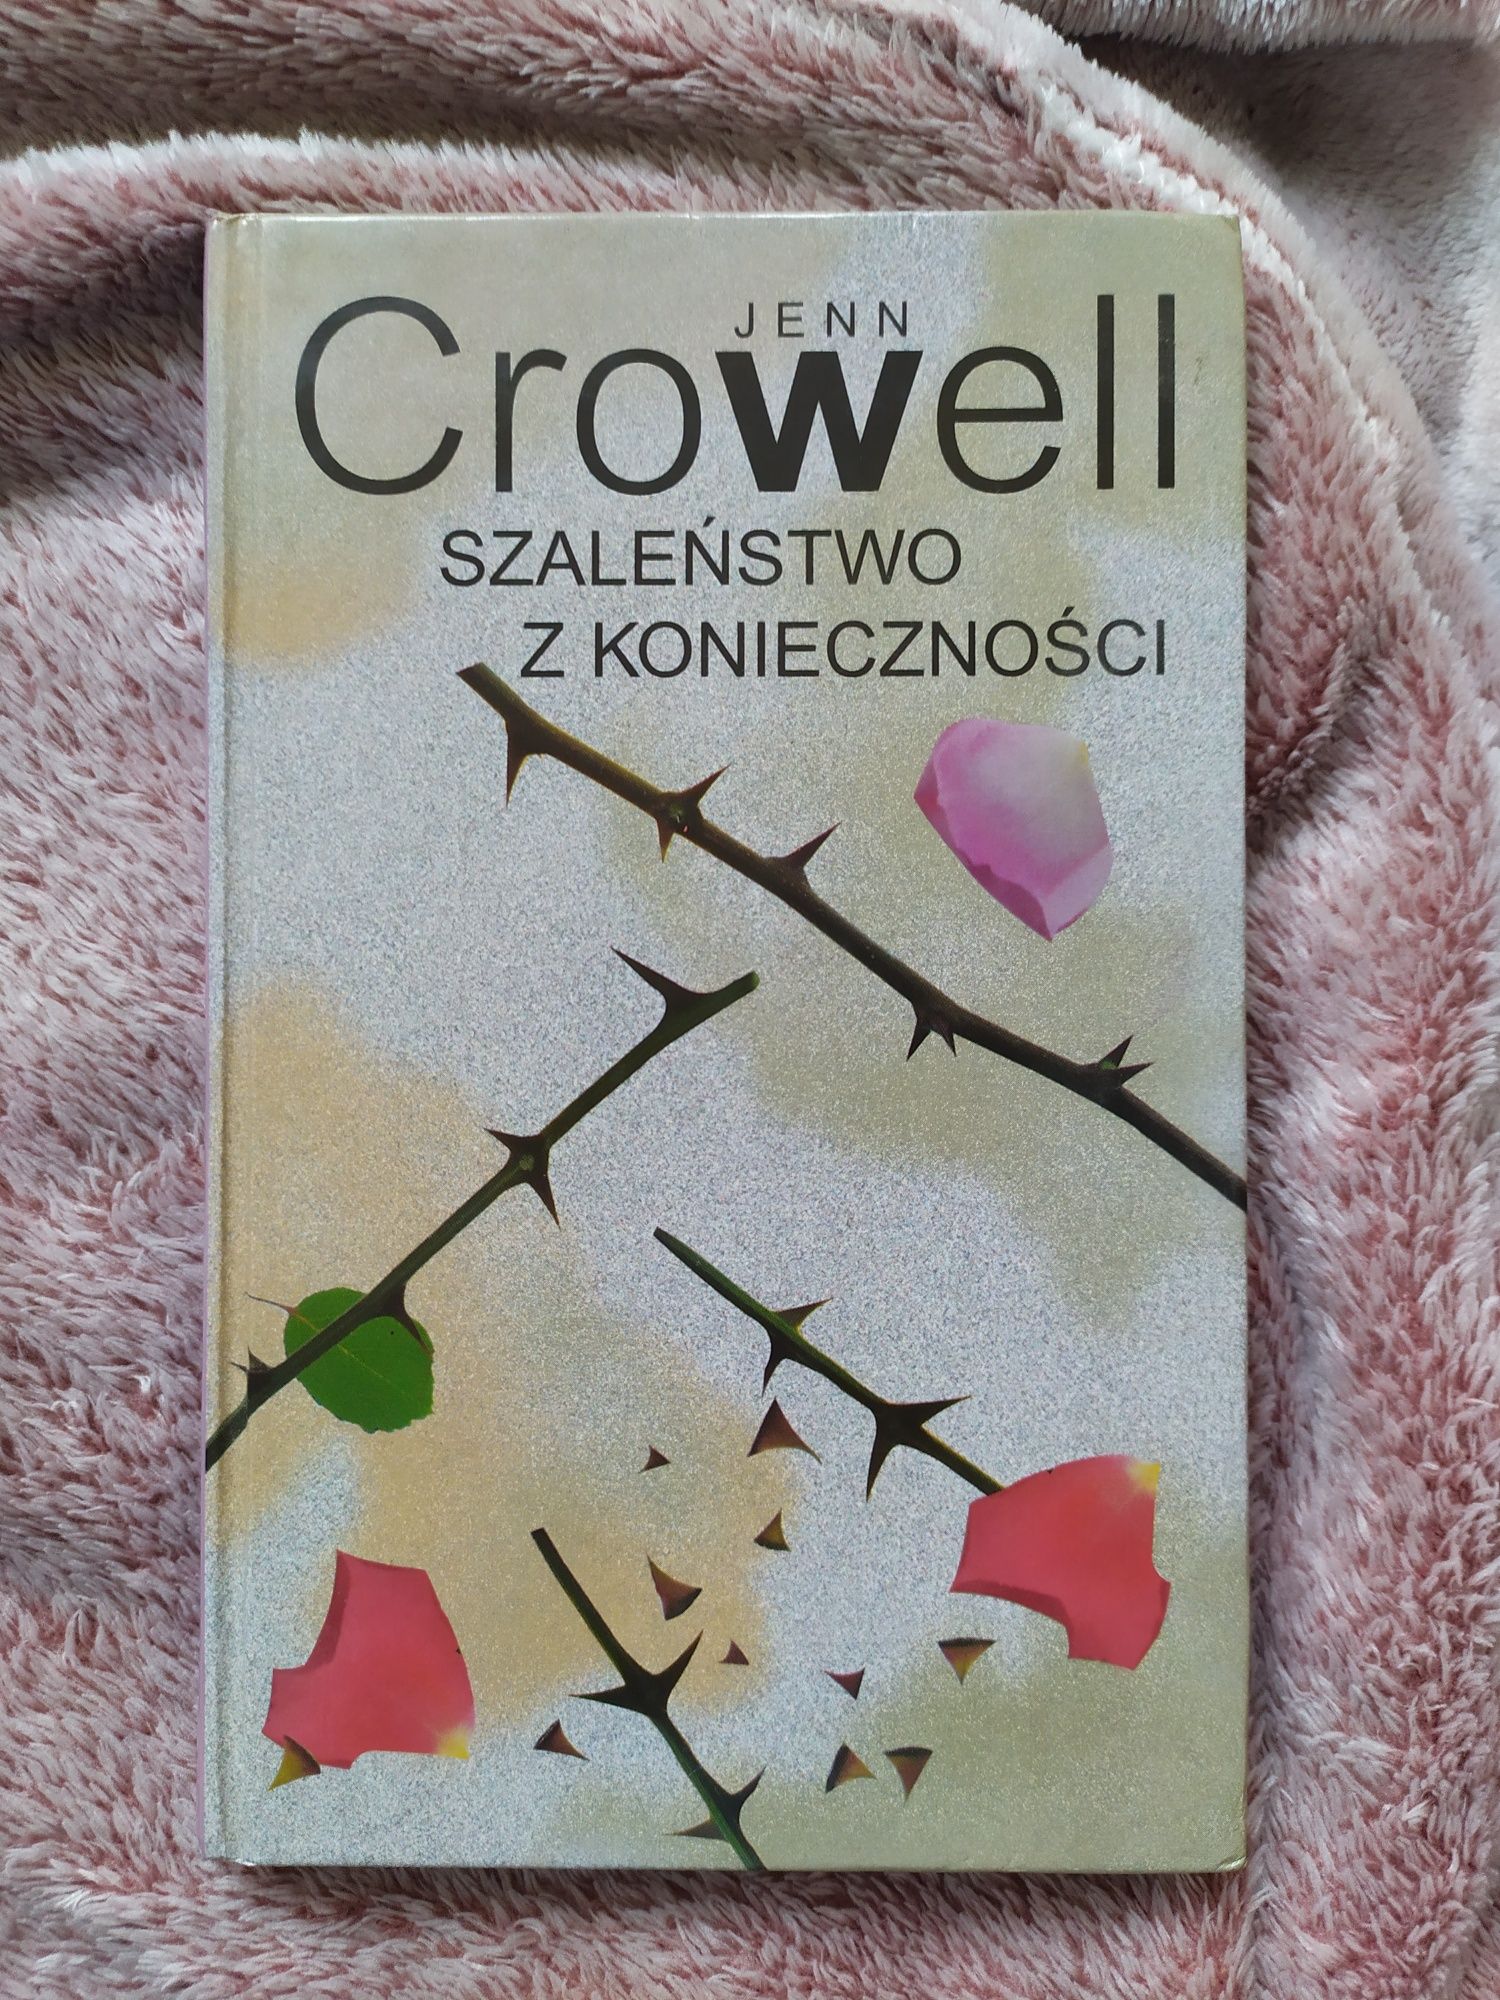 JENN
Crowell
SZALEŃSTWO
Z KONIECZNOŚCI